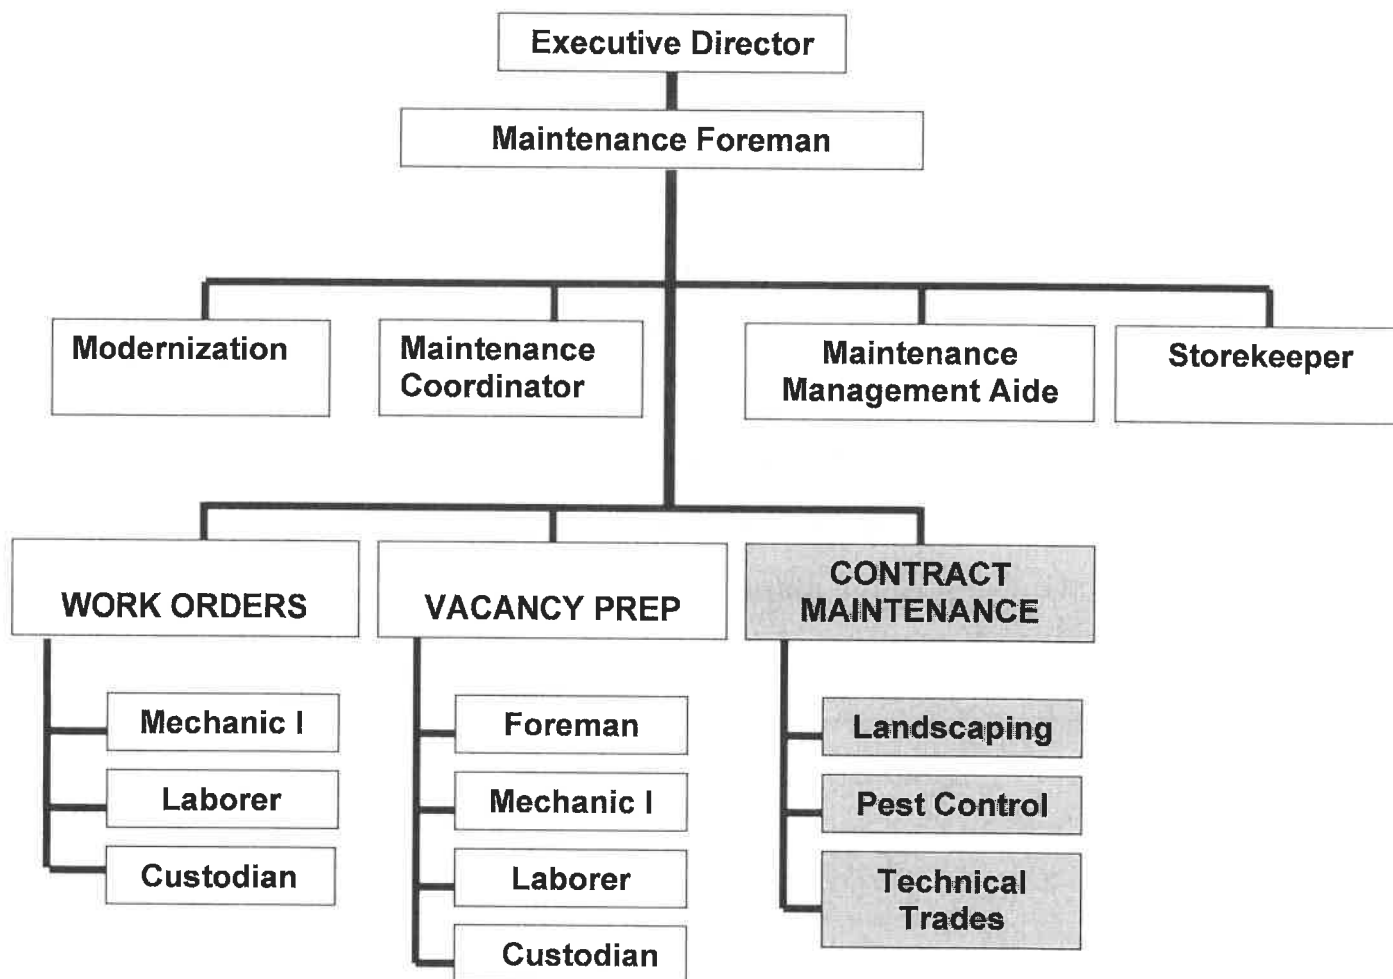 Executive Director
Maintenance Foreman
Modernization
Maintenance
Coordinator
Maintenance
Management Aide
Storekeeper
WORK ORDERS
VACANCY PREP
CONTRACT
MAINTENANCE
Mechanic I
Laborer
Custodian
Foreman
Mechanic I
Laborer
Custodian
Landscaping
Pest Control
Technical
Trades